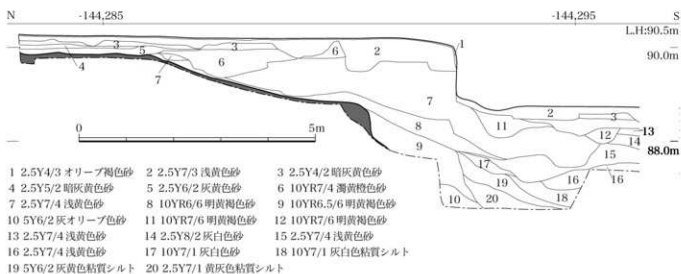 N -144,285 -144,295 S
L.H:90.5m
3 3 6 2 1 90.0m
5
4 7 6
7 2 3
8 11 13
12 14
0 5m 9 15 88.0m
17 16 16
19
10 20 18
1 2.5Y4/3 オリーブ褐色砂 2 2.5Y7/3 浅黄色砂 3 2.5Y4/2 暗灰黄色砂
4 2.5Y5/2 暗灰黄色砂 5 2.5Y6/2 灰黄色砂 6 10YR7/4 濁黄橙色砂
7 2.5Y7/4 浅黄色砂 8 10YR6/6 明黄褐色砂 9 10YR6.5/6 明黄褐色砂
10 5Y6/2 灰オリーブ色砂 11 10YR7/6 明黄褐色砂 12 10YR7/6 明黄褐色砂
13 2.5Y7/4 浅黄色砂 14 2.5Y8/2 灰白色砂 15 2.5Y7/4 浅黄色砂
16 2.5Y7/4 浅黄色砂 17 10Y7/1 灰白色砂 18 10Y7/1 灰白色粘質シルト
19 5Y6/2 灰黄色粘質シルト 20 2.5Y7/1 黄灰色粘質シルト